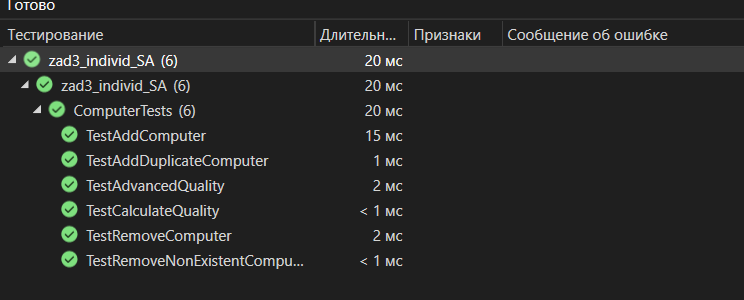 Готово
Тестирование Длительн... Признаки Сообщение об ошибке
zad3_individ_SA (6) 20 мс
zad3_individ_SA (6) 20 мс
ComputerTests (6) 20 мс
TestAddComputer 15 мс
TestAddDuplicateComputer 1 мс
TestAdvancedQuality 2 мс
TestCalculateQuality < 1 мс
TestRemoveComputer 2 мс
TestRemoveNonExistentCompu... < 1 мс